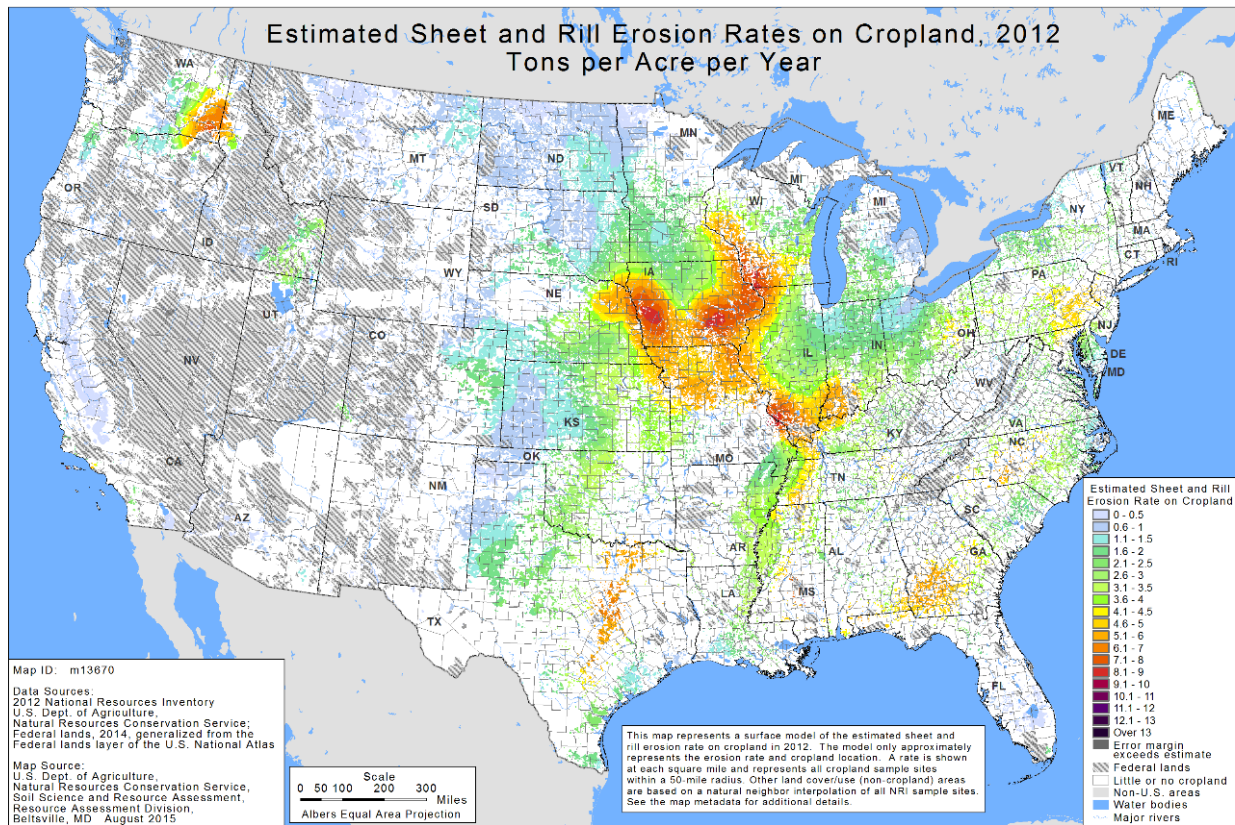 Estimated Sheet and Rill Erosion Rates on Cropland, 2012
Tons per Acre per Year
WA
OR
CA
NV
ID
UT
AZ
MT
WY
CO
NM
ND
SD
NE
KS
OK
TX
MN
IA
MO
AR
LA
WI
MI
MI
IL
IN
OH
KY
TN
MS
AL
GA
FL
SC
NC
VA
WV
PA
NY
VT
NH
ME
MA
CT
RI
NJ
DE
MD
Map ID: m13670
Data Sources:
2012 National Resources Inventory
U.S. Dept. of Agriculture,
Natural Resources Conservation Service;
Federal lands, 2014, generalized from the
Federal lands layer of the U.S. National Atlas
Map Source:
U.S. Dept. of Agriculture,
Natural Resources Conservation Service,
Soil Science and Resource Assessment,
Resource Assessment Division,
Beltsville, MD August 2015
Scale
0 50 100 200 300
Miles
Albers Equal Area Projection
This map represents a surface model of the estimated sheet and
rill erosion rate on cropland in 2012. The model only approximately
represents the erosion rate and cropland location. A rate is shown
at each square mile and represents all cropland sample sites
within a 50-mile radius. Other land cover/use (non-cropland) areas
are based on a natural neighbor interpolation of all NRI sample sites.
See the map metadata for additional details.
Estimated Sheet and Rill
Erosion Rate on Cropland
0 - 0.5
0.6 - 1
1.1 - 1.5
1.6 - 2
2.1 - 2.5
2.6 - 3
3.1 - 3.5
3.6 - 4
4.1 - 4.5
4.6 - 5
5.1 - 6
6.1 - 7
7.1 - 8
8.1 - 9
9.1 - 10
10.1 - 11
11.1 - 12
12.1 - 13
Over 13
Error margin
exceeds estimate
Federal lands
Little or no cropland
Non-U.S. areas
Water bodies
Major rivers